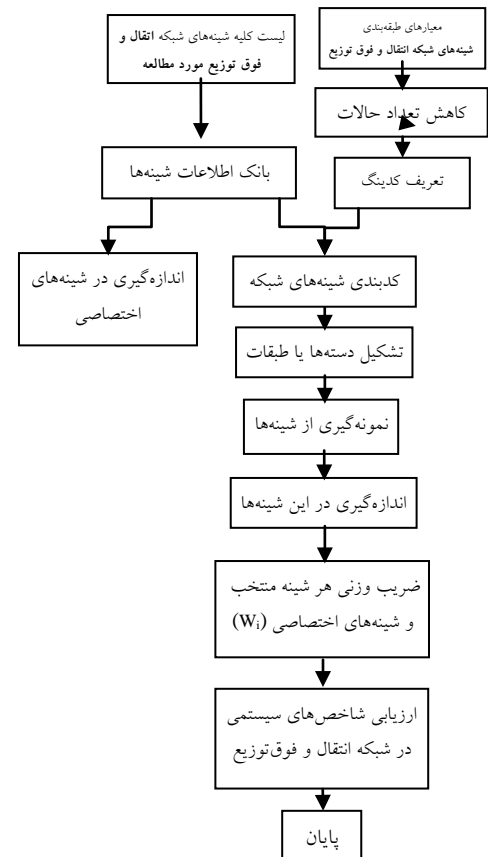 معیارهای طبقه‌بندی
شینه‌های شبکه انتقال و فوق توزیع
لیست کلیه شینه‌های شبکه اتقال و
فوق توزیع مورد مطالعه
کاهش تعداد حالات
بانک اطلاعات شینه‌ها
تعریف کدینگ
اندازه‌گیری در شینه‌های
اختصاصی
کدبندی شینه‌های شبکه
تشکیل دسته‌ها یا طبقات
نمونه‌گیری از شینه‌ها
اندازه‌گیری در این شینه‌ها
ضریب وزنی هر شینه منتخب
و شینه‌های اختصاصی (Wi)
ارزیابی شاخص‌های سیستمی
در شبکه انتقال و فوق‌توزیع
پایان